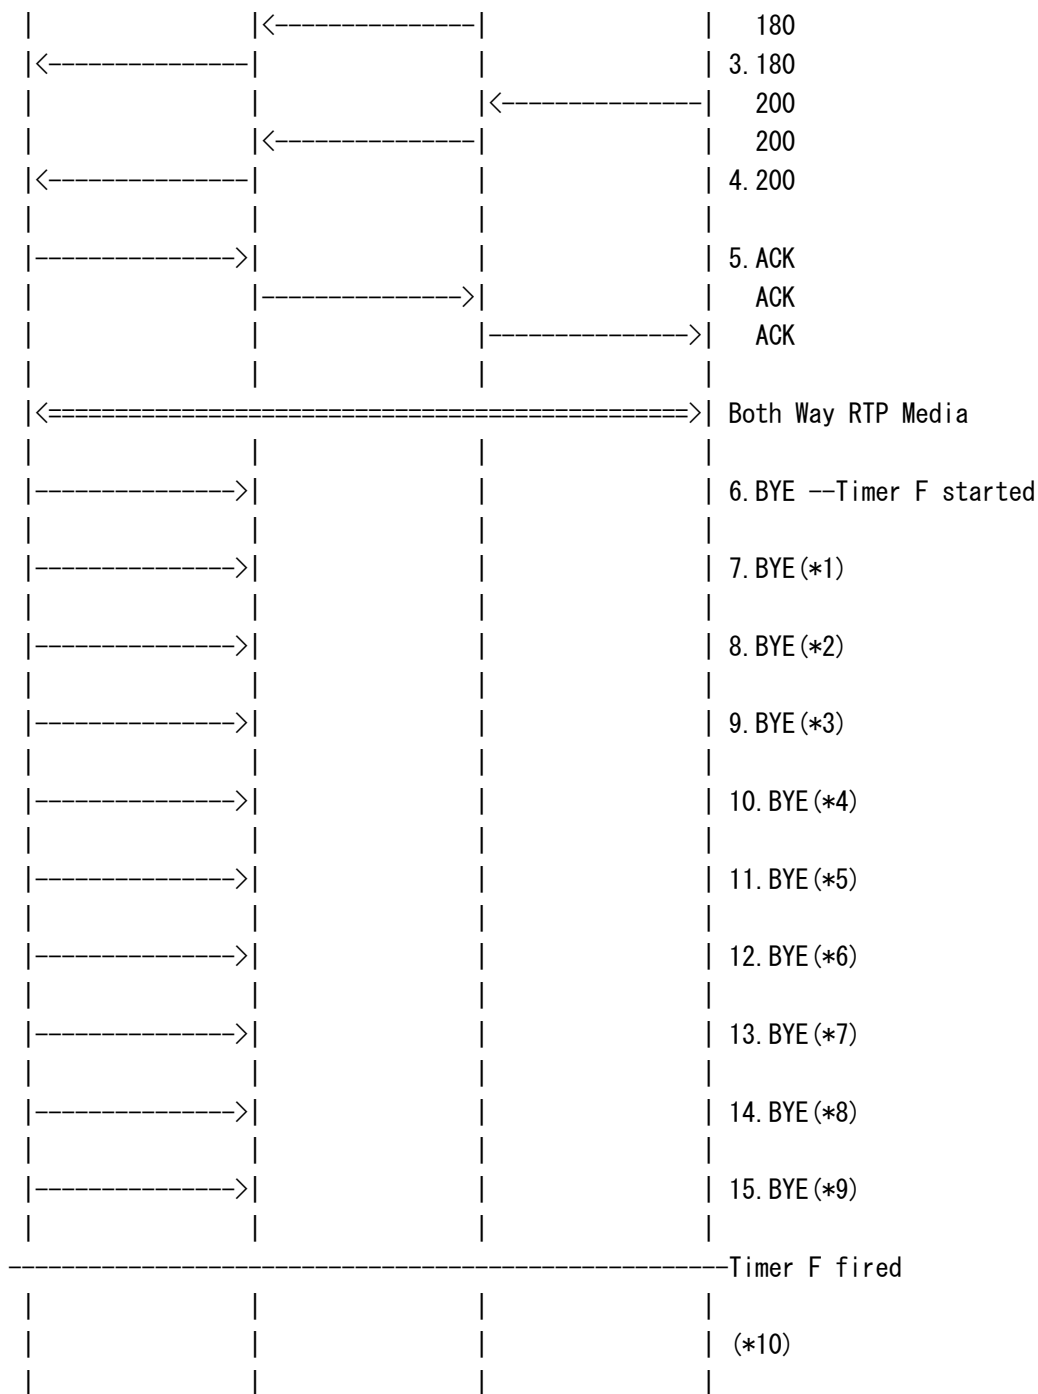 |                |<---------------|                |   180
|<---------------|                |                | 3.180
|                |                |<---------------|   200
|                |<---------------|                |   200
|<---------------|                |                | 4.200
|                |                |                |
|--------------->|                |                | 5.ACK
|                |--------------->|                |   ACK
|                |                |--------------->|   ACK
|                |                |                |
|<================================================>| Both Way RTP Media
|                |                |                |
|--------------->|                |                | 6.BYE --Timer F started
|                |                |                |
|--------------->|                |                | 7.BYE(*1)
|                |                |                |
|--------------->|                |                | 8.BYE(*2)
|                |                |                |
|--------------->|                |                | 9.BYE(*3)
|                |                |                |
|--------------->|                |                | 10.BYE(*4)
|                |                |                |
|--------------->|                |                | 11.BYE(*5)
|                |                |                |
|--------------->|                |                | 12.BYE(*6)
|                |                |                |
|--------------->|                |                | 13.BYE(*7)
|                |                |                |
|--------------->|                |                | 14.BYE(*8)
|                |                |                |
|--------------->|                |                | 15.BYE(*9)
|                |                |                |
------------------------------------------------------Timer F fired
|                |                |                |
|                |                |                | (*10)
|                |                |                |